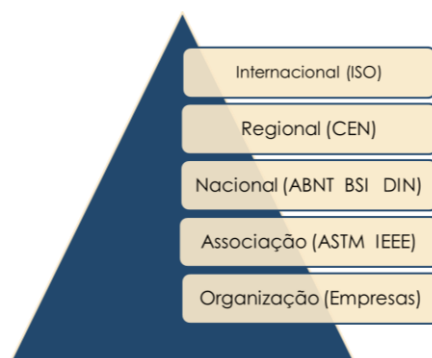 Internacional (ISO)
Regional (CEN)
Nacional (ABNT BSI DIN)
Associação (ASTM IEEE)
Organização (Empresas)